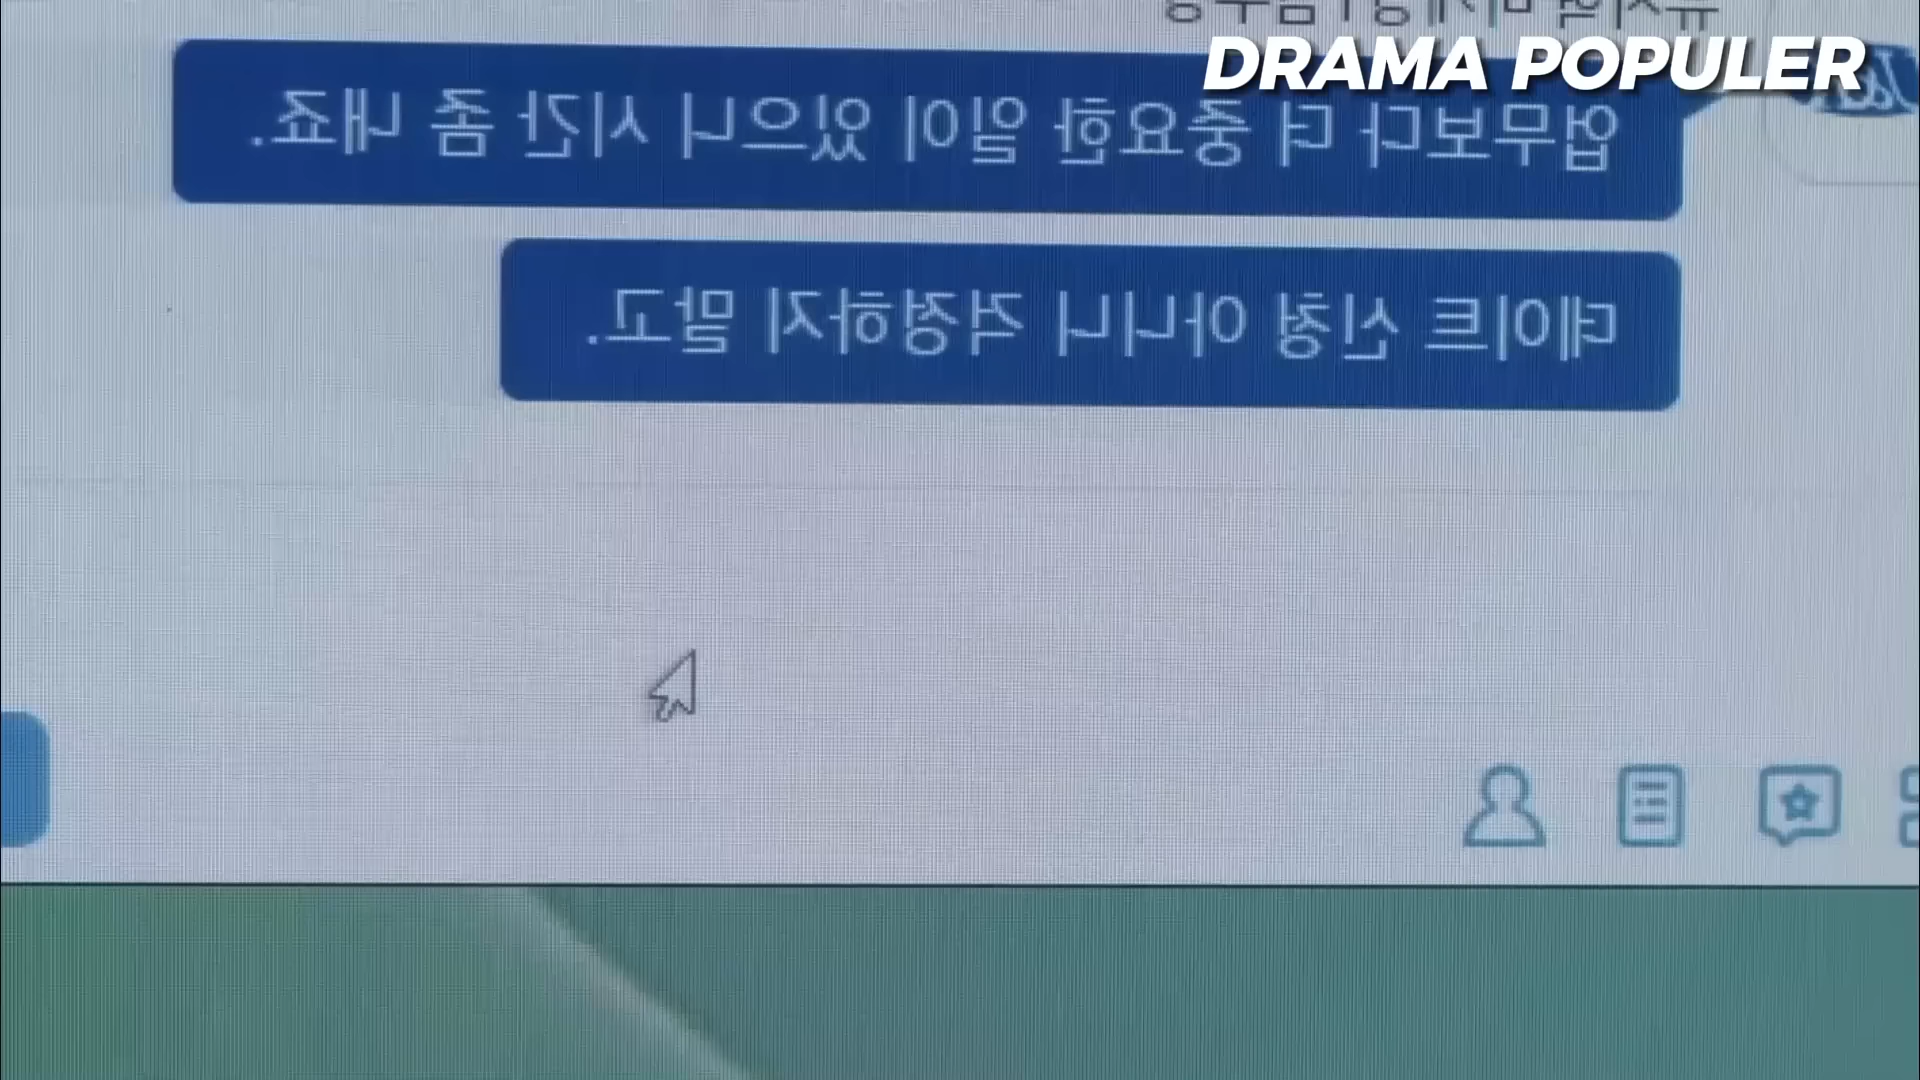 DRAMA POPULER
업무보다 더 중요한 일이 있으니 시간 좀 내죠.
데이트 신청 아니니 걱정하지 말고.